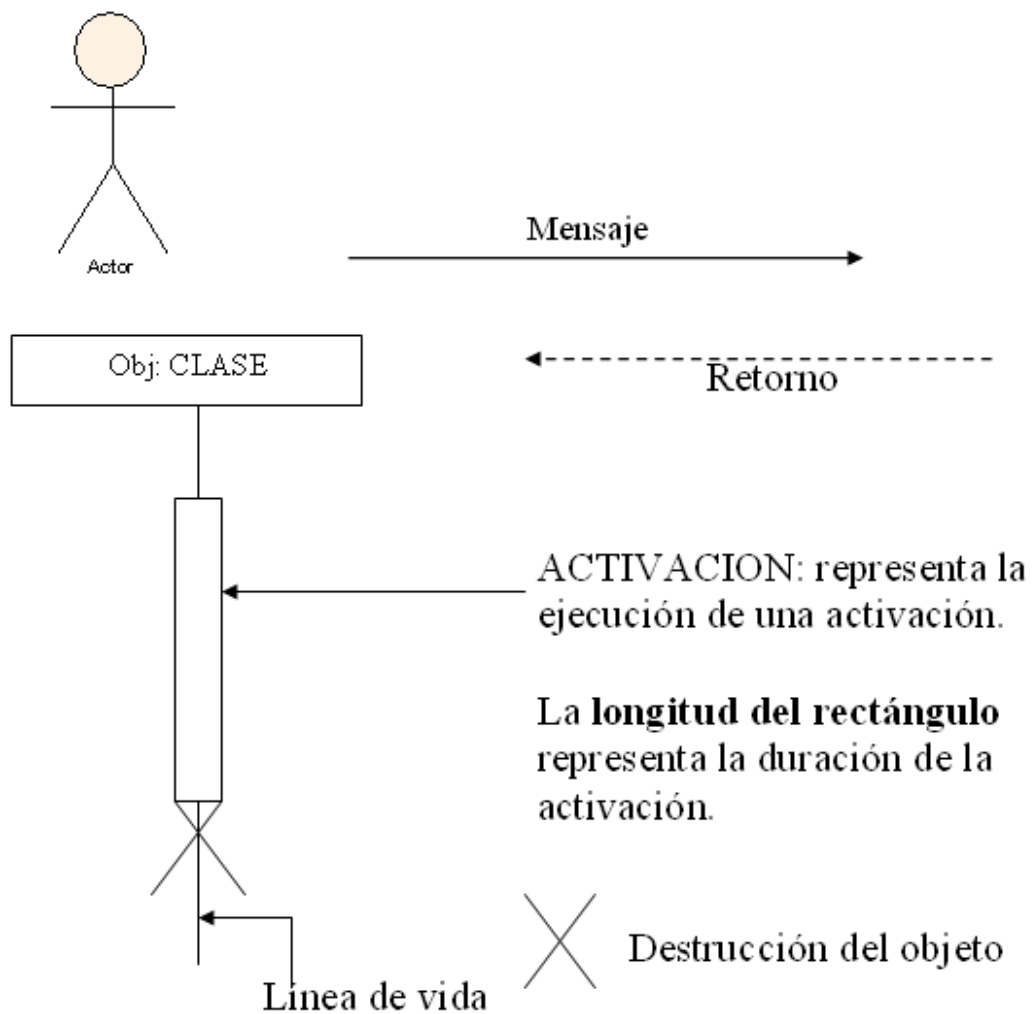 Actor
Mensaje
Obj: CLASE
Retorno
ACTIVACION: representa la
ejecución de una activación.
La longitud del rectángulo
representa la duración de la
activación.
Destrucción del objeto
Línea de vida